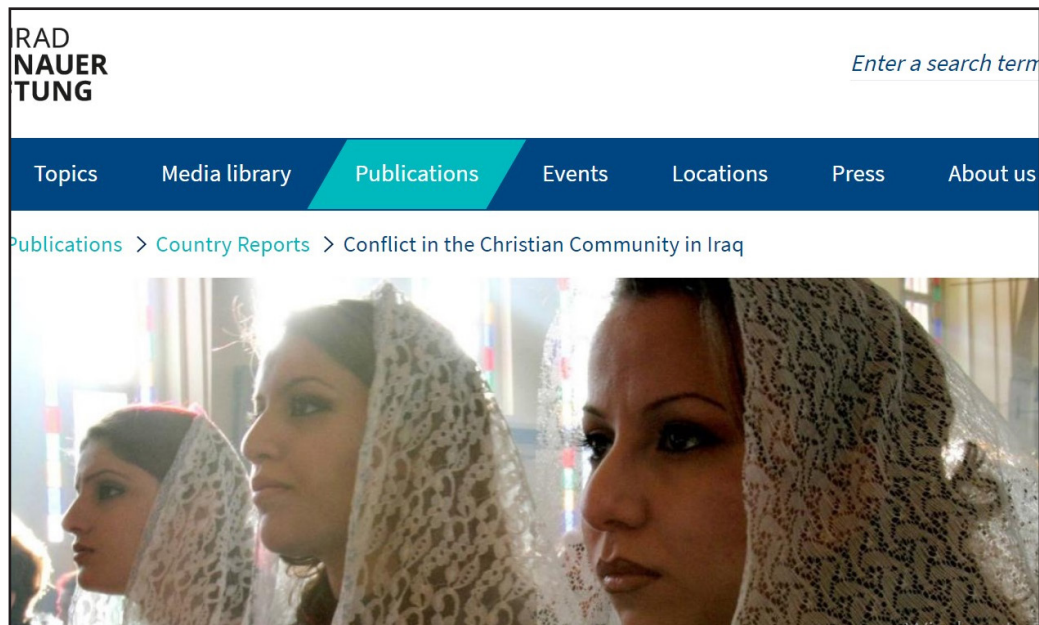 IRAD
NAUER
TUNG
Enter a search term
Topics Media library Publications Events Locations Press About us
Publications > Country Reports > Conflict in the Christian Community in Iraq